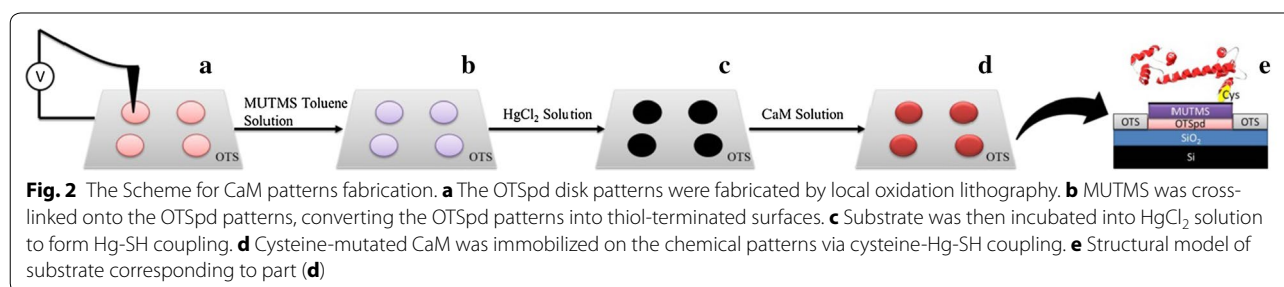 a b c d e
V
MUTMS Toluene
Solution
HgCl₂ Solution
CaM Solution
OTS
OTS
OTS
OTS
Cys
MUTMS
OTS OTSpd OTS
SiO₂
Si
Fig. 2 The Scheme for CaM patterns fabrication. a The OTSpd disk patterns were fabricated by local oxidation lithography. b MUTMS was cross-
linked onto the OTSpd patterns, converting the OTSpd patterns into thiol-terminated surfaces. c Substrate was then incubated into HgCl₂ solution
to form Hg-SH coupling. d Cysteine-mutated CaM was immobilized on the chemical patterns via cysteine-Hg-SH coupling. e Structural model of
substrate corresponding to part (d)